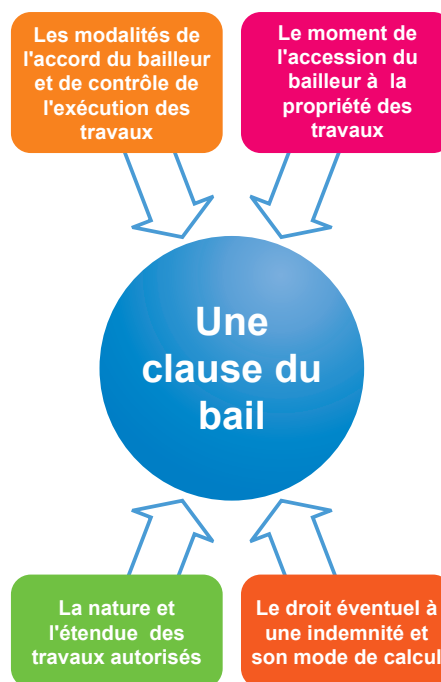 Les modalités de
l'accord du bailleur
et de contrôle de
l'exécution des
travaux
Le moment de
l'accession du
bailleur à la
propriété des
travaux
Une
clause du
bail
La nature et
l'étendue des
travaux autorisés
Le droit éventuel à
une indemnité et
son mode de calcul